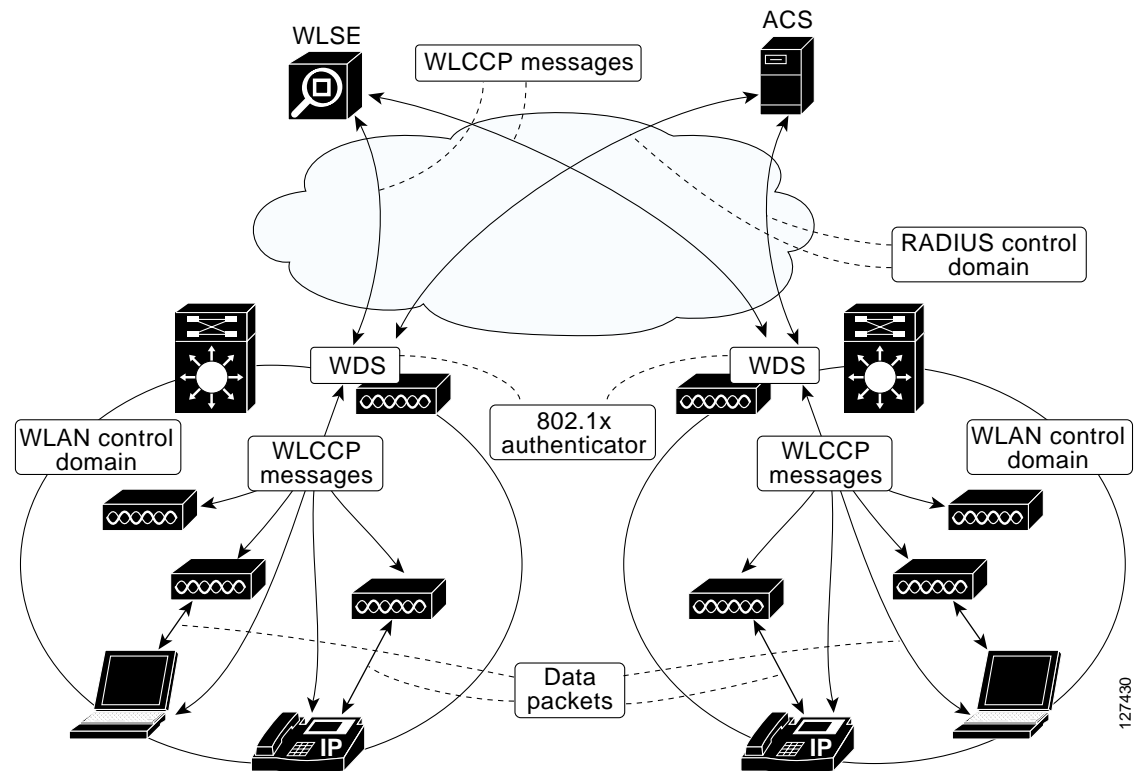 WLSE
ACS
WLCCP messages
RADIUS control
domain
WDS
WDS
802.1x
authenticator
WLAN control
domain
WLCCP
messages
WLCCP
messages
WLAN control
domain
Data
packets
IP
IP
127430